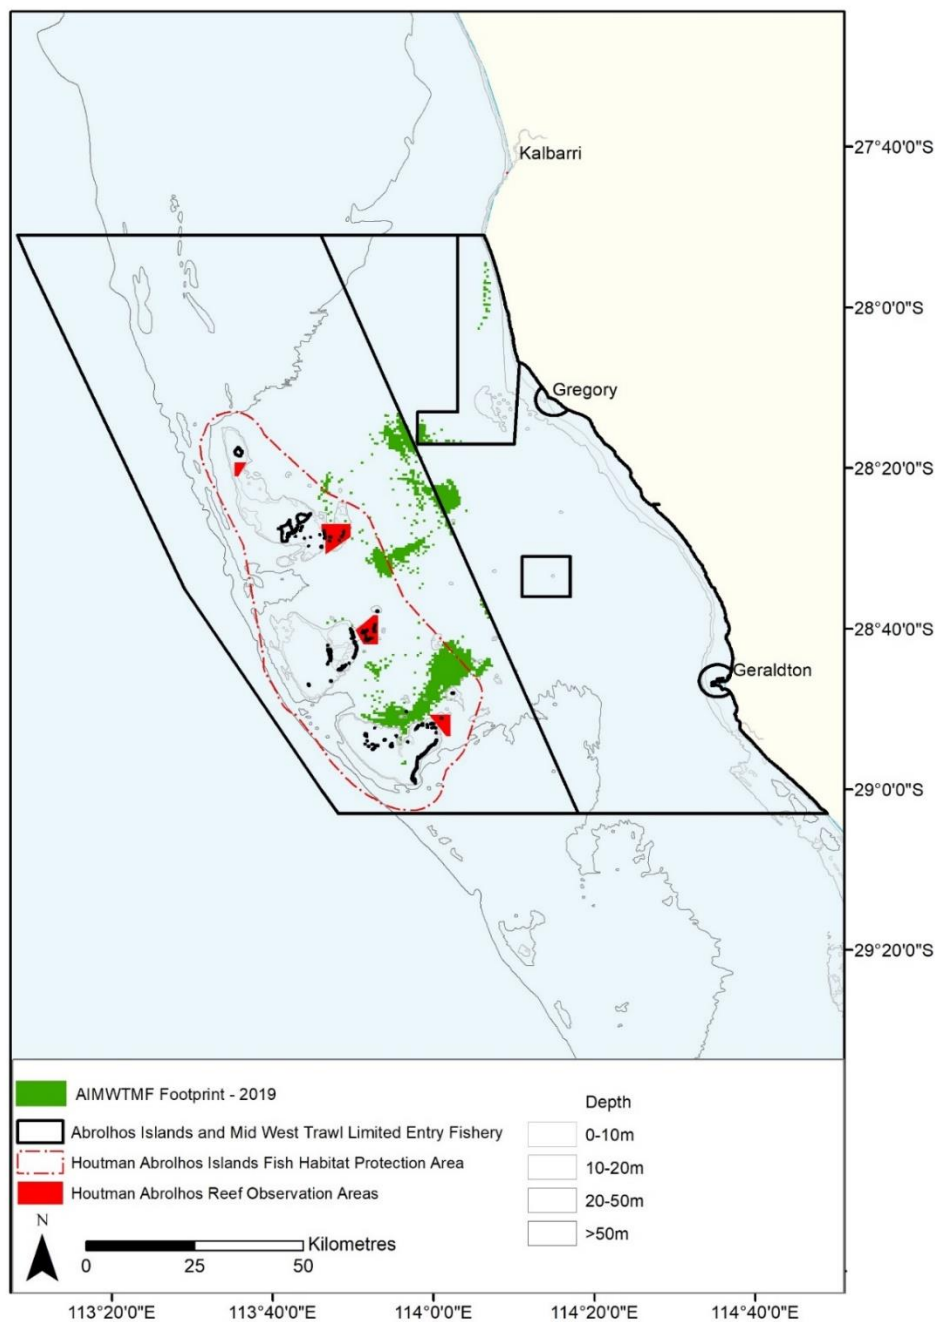 Kalbarri
27°40'0"S
28°0'0"S
Gregory
28°20'0"S
28°40'0"S
Geraldton
29°0'0"S
29°20'0"S
AIMWTMF Footprint - 2019
Abrolhos Islands and Mid West Trawl Limited Entry Fishery
Houtman Abrolhos Islands Fish Habitat Protection Area
Houtman Abrolhos Reef Observation Areas
Depth
0-10m
10-20m
20-50m
>50m
N
Kilometres
0 25 50
113°20'0"E 113°40'0"E 114°0'0"E 114°20'0"E 114°40'0"E